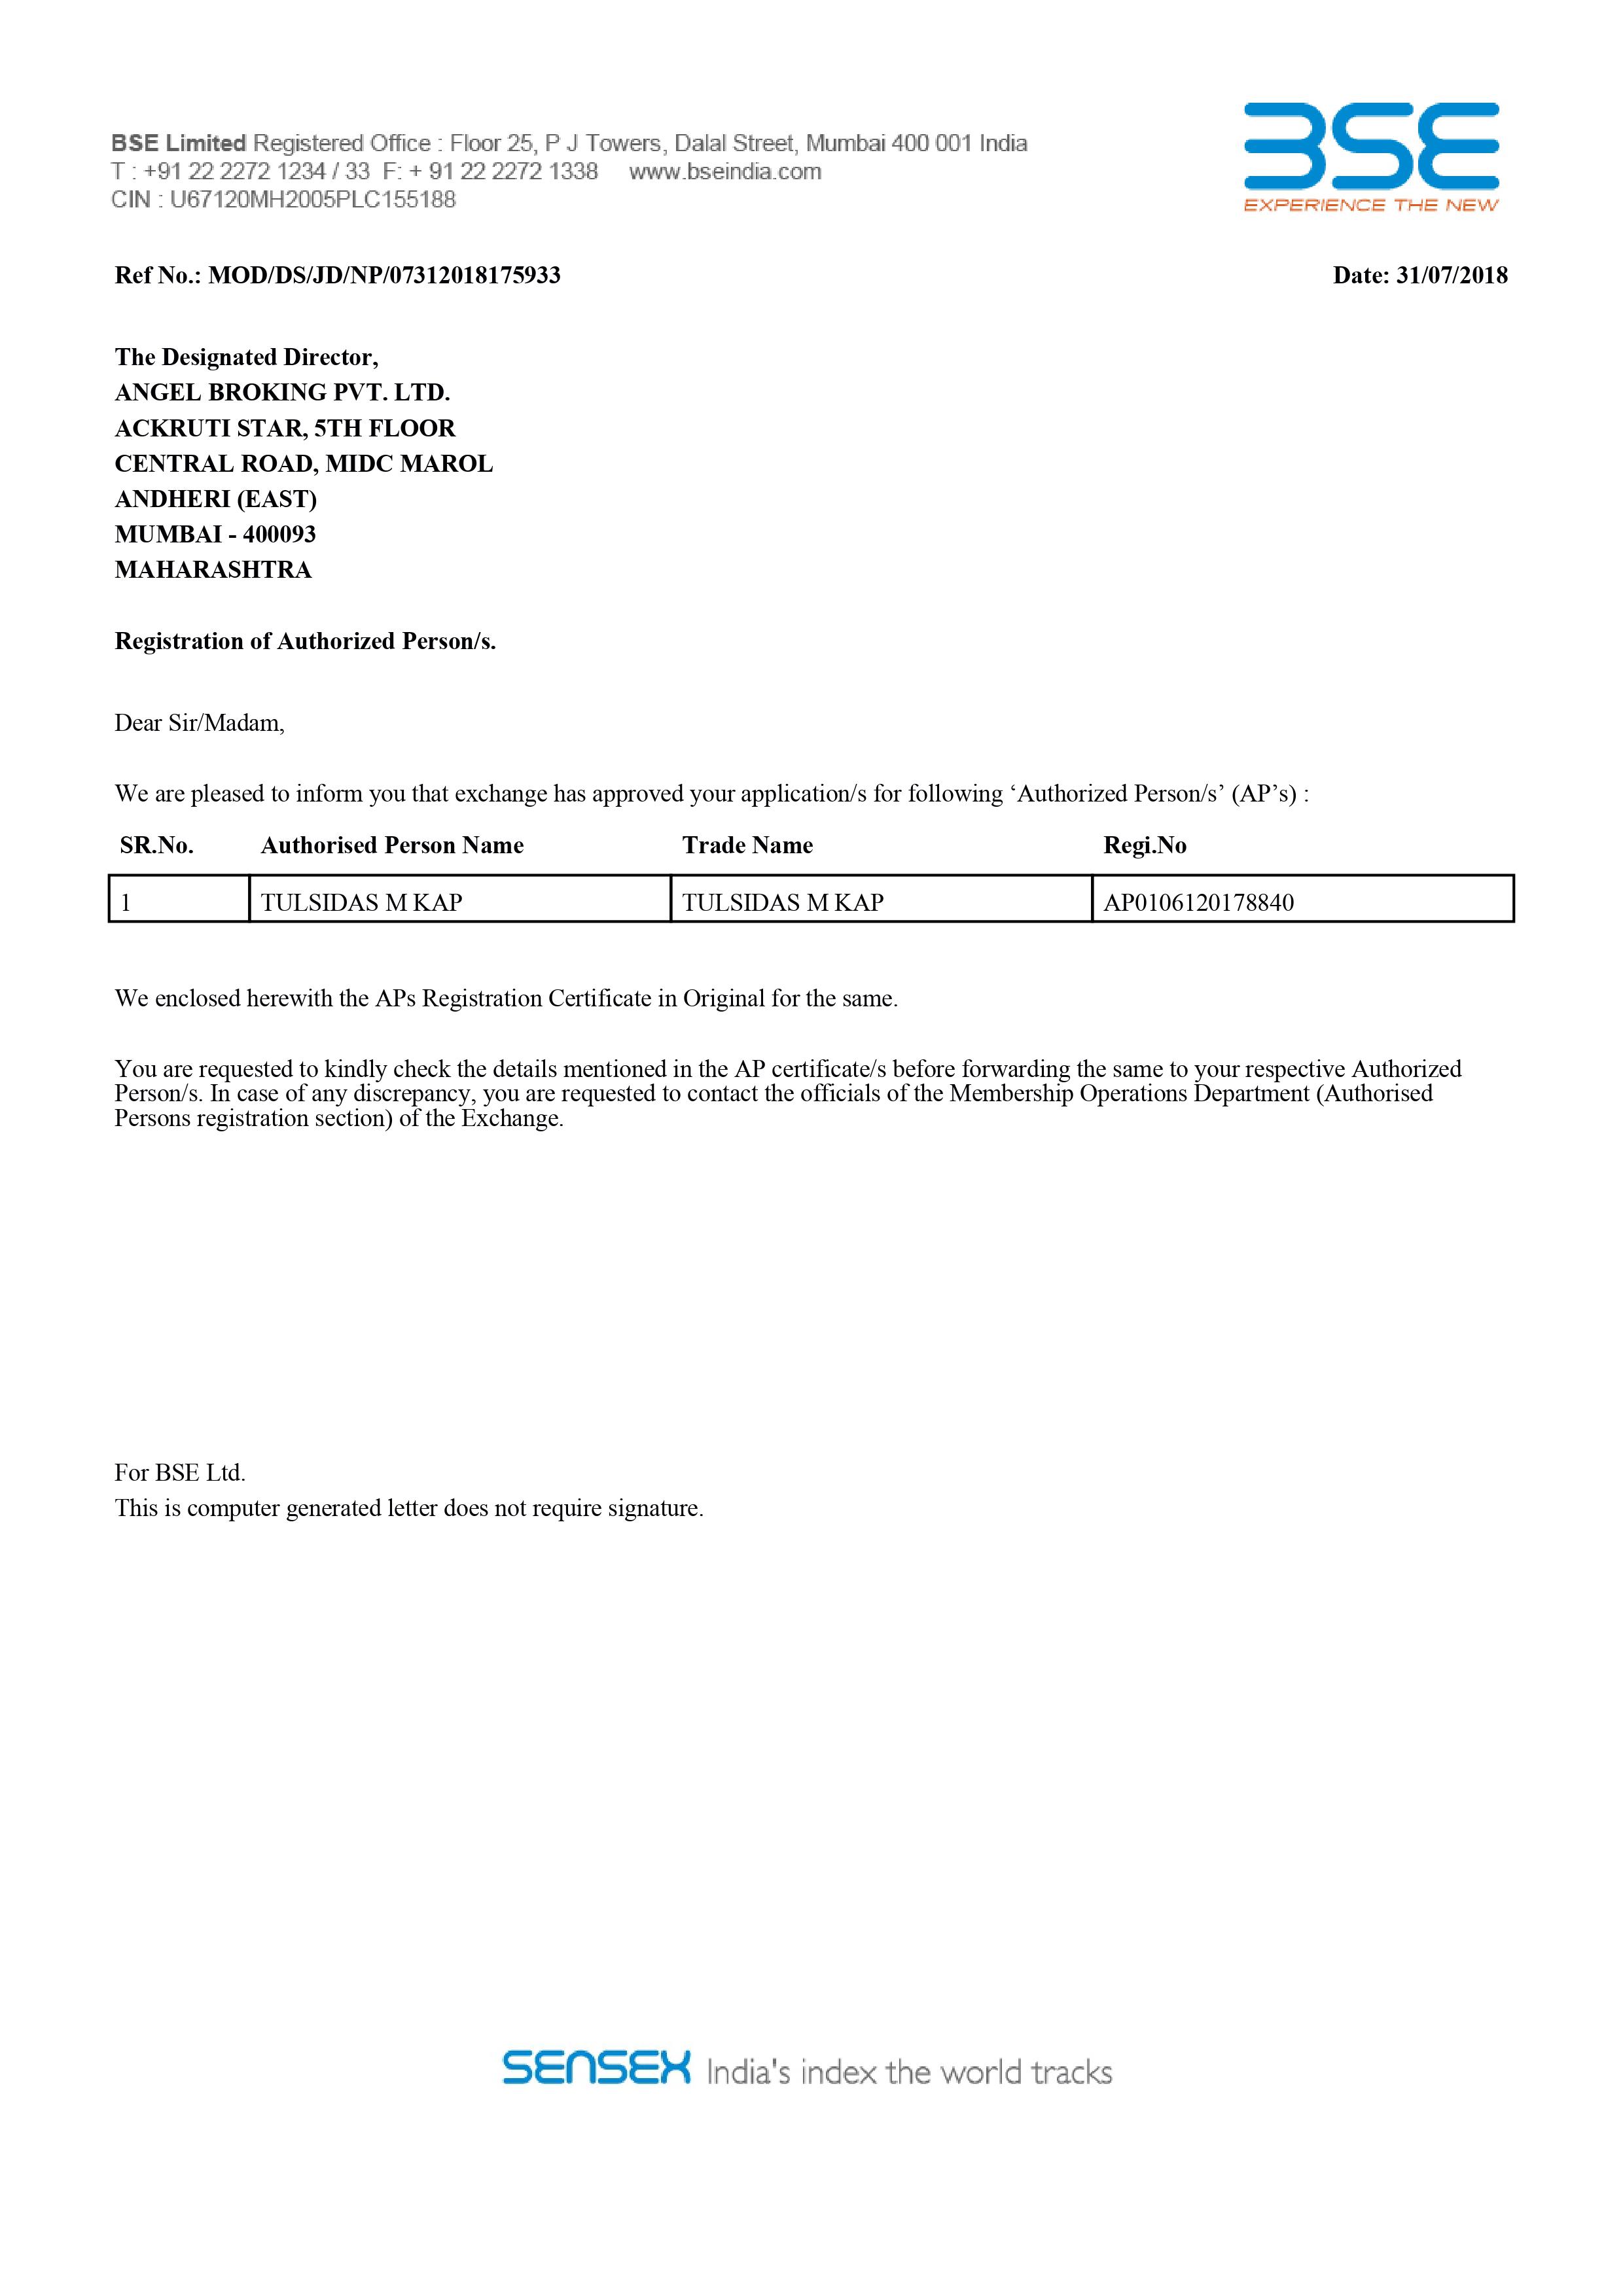 BSE Limited Registered Office : Floor 25, P J Towers, Dalal Street, Mumbai 400 001 India
T : +91 22 2272 1234 / 33 F: + 91 22 2272 1338 www.bseindia.com
CIN : U67120MH2005PLC155188
BSE
EXPERIENCE THE NEW
Ref No.: MOD/DS/JD/NP/07312018175933 Date: 31/07/2018
The Designated Director,
ANGEL BROKING PVT. LTD.
ACKRUTI STAR, 5TH FLOOR
CENTRAL ROAD, MIDC MAROL
ANDHERI (EAST)
MUMBAI - 400093
MAHARASHTRA
Registration of Authorized Person/s.
Dear Sir/Madam,
We are pleased to inform you that exchange has approved your application/s for following ‘Authorized Person/s’ (AP’s) :
SR.No. Authorised Person Name Trade Name Regi.No
1 TULSIDAS M KAP TULSIDAS M KAP AP0106120178840
We enclosed herewith the APs Registration Certificate in Original for the same.
You are requested to kindly check the details mentioned in the AP certificate/s before forwarding the same to your respective Authorized
Person/s. In case of any discrepancy, you are requested to contact the officials of the Membership Operations Department (Authorised
Persons registration section) of the Exchange.
For BSE Ltd.
This is computer generated letter does not require signature.
SENSEX India's index the world tracks